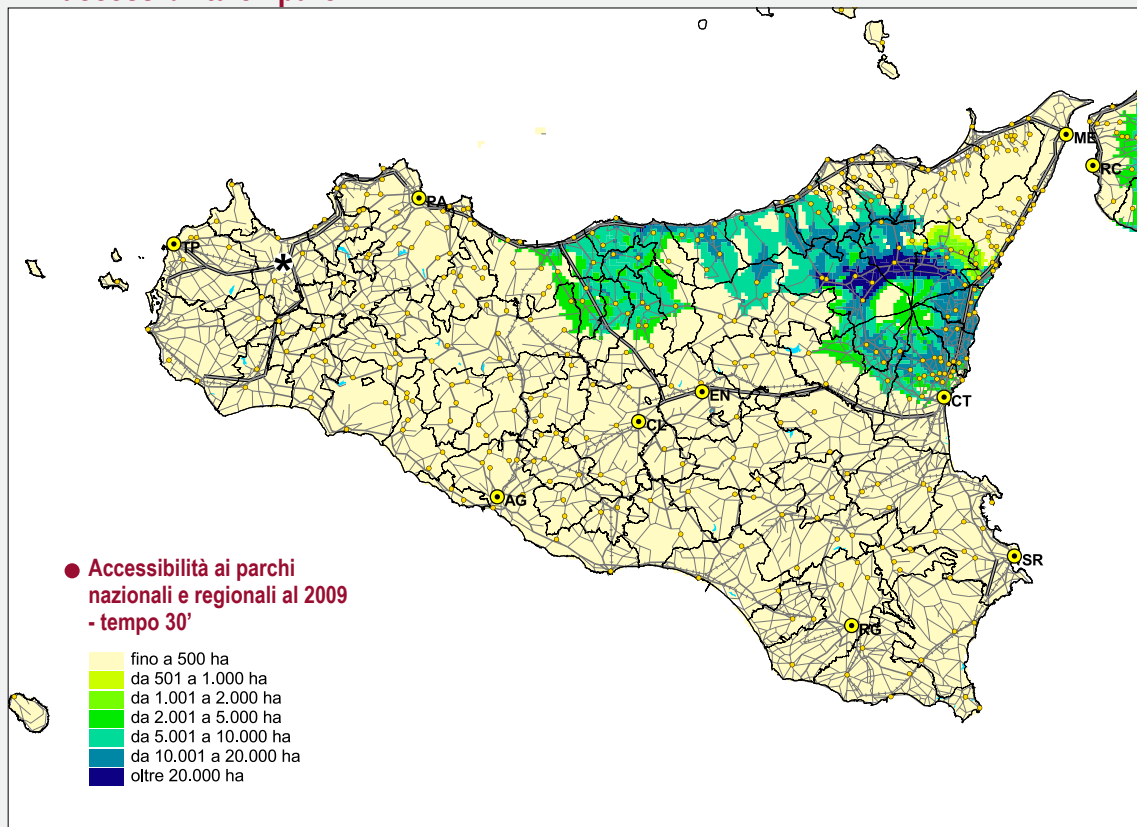 ME
RC
PA
TP
*
EN
CT
CL
AG
SR
RG
● Accessibilità ai parchi
nazionali e regionali al 2009
- tempo 30’
fino a 500 ha
da 501 a 1.000 ha
da 1.001 a 2.000 ha
da 2.001 a 5.000 ha
da 5.001 a 10.000 ha
da 10.001 a 20.000 ha
oltre 20.000 ha